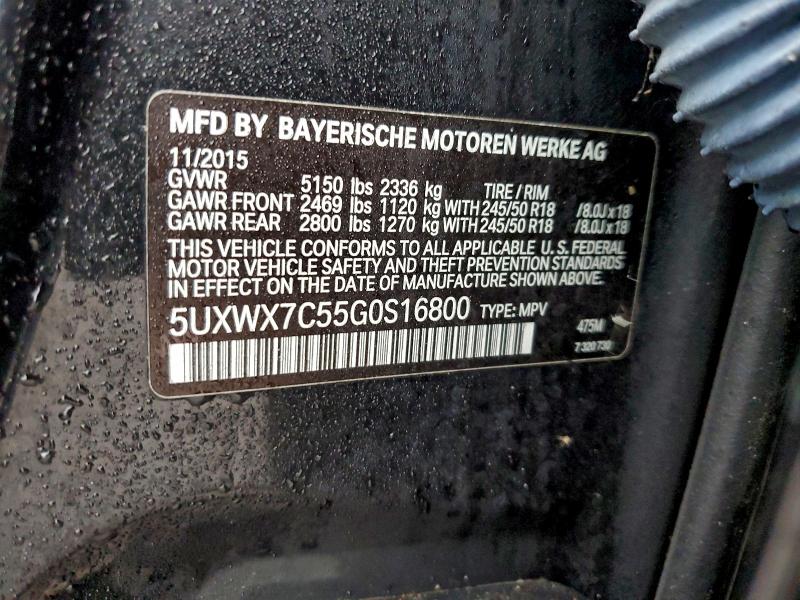 MFD BY BAYERISCHE MOTOREN WERKE AG
11/2015
GVWR 5150 lbs 2336 kg TIRE / RIM
GAWR FRONT 2469 lbs 1120 kg WITH 245/50 R18 /8.0J x 18
GAWR REAR 2800 lbs 1270 kg WITH 245/50 R18 /8.0J x 18
THIS VEHICLE CONFORMS TO ALL APPLICABLE U.S. FEDERAL
MOTOR VEHICLE SAFETY AND THEFT PREVENTION STANDARDS
IN EFFECT ON THE DATE OF MANUFACTURE SHOWN ABOVE.
5UXWX7C55G0S16800 TYPE: MPV
475M
7 320 730